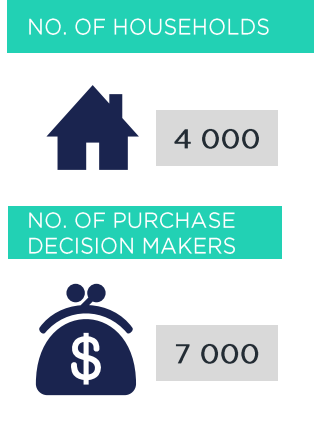 NO. OF HOUSEHOLDS
4 000
NO. OF PURCHASE
DECISION MAKERS
$
7 000